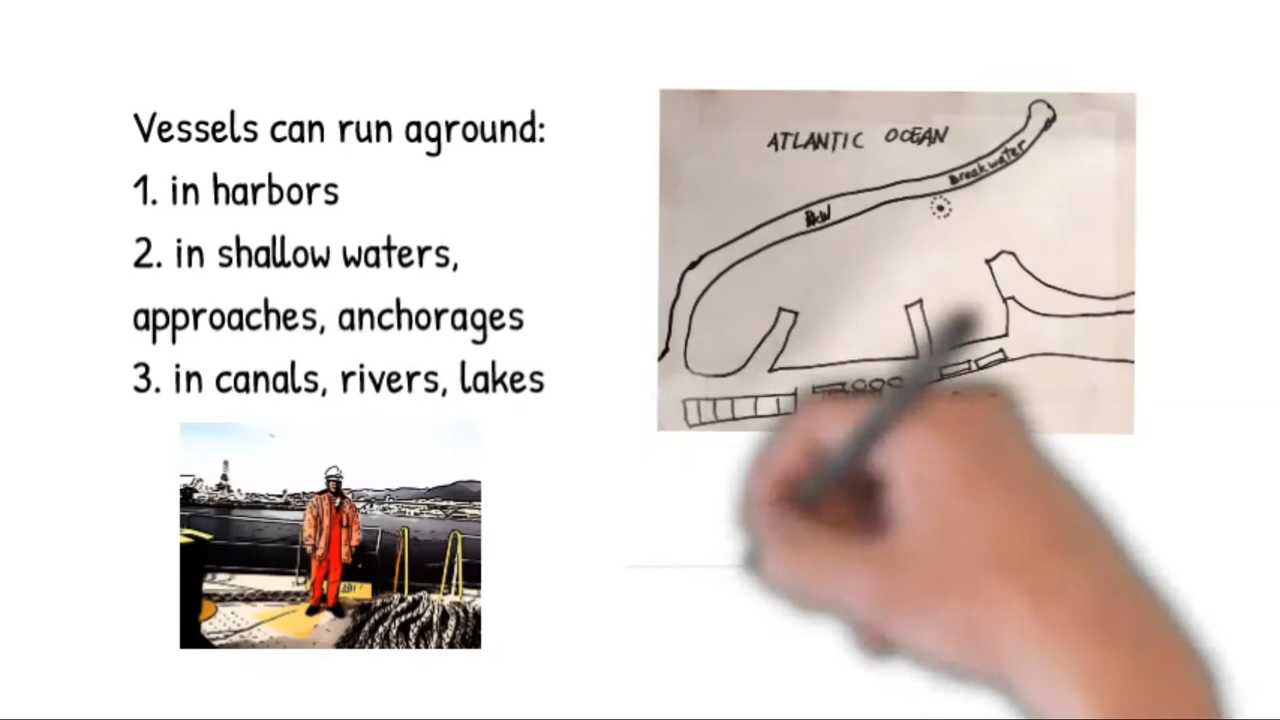 Vessels can run aground:
1. in harbors
2. in shallow waters,
approaches, anchorages
3. in canals, rivers, lakes
ATLANTIC OCEAN
Breakwater